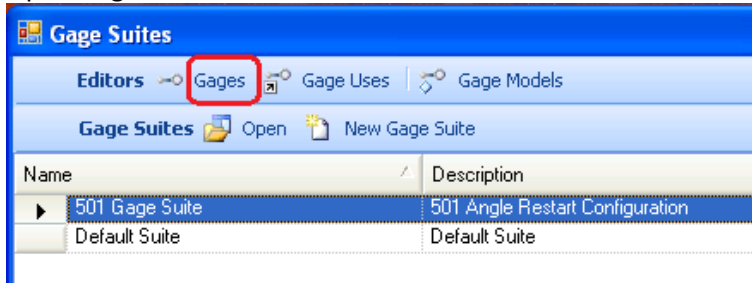 Gage Suites
Editors Gages Gage Uses Gage Models
Gage Suites Open New Gage Suite
Name Description
501 Gage Suite 501 Angle Restart Configuration
Default Suite Default Suite